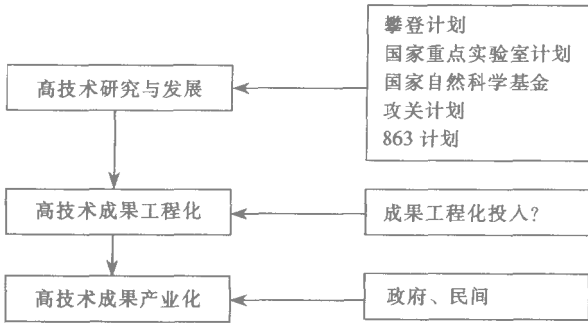 攀登计划
国家重点实验室计划
国家自然科学基金
攻关计划
863 计划
高技术研究与发展
高技术成果工程化
成果工程化投入?
高技术成果产业化
政府、民间